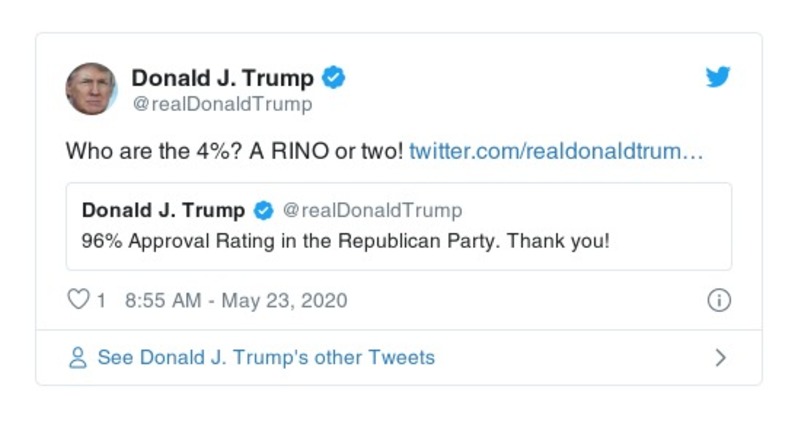 Donald J. Trump
@realDonaldTrump
Who are the 4%? A RINO or two! twitter.com/realdonaldtrum…
Donald J. Trump @realDonaldTrump
96% Approval Rating in the Republican Party. Thank you!
1 8:55 AM - May 23, 2020
See Donald J. Trump's other Tweets